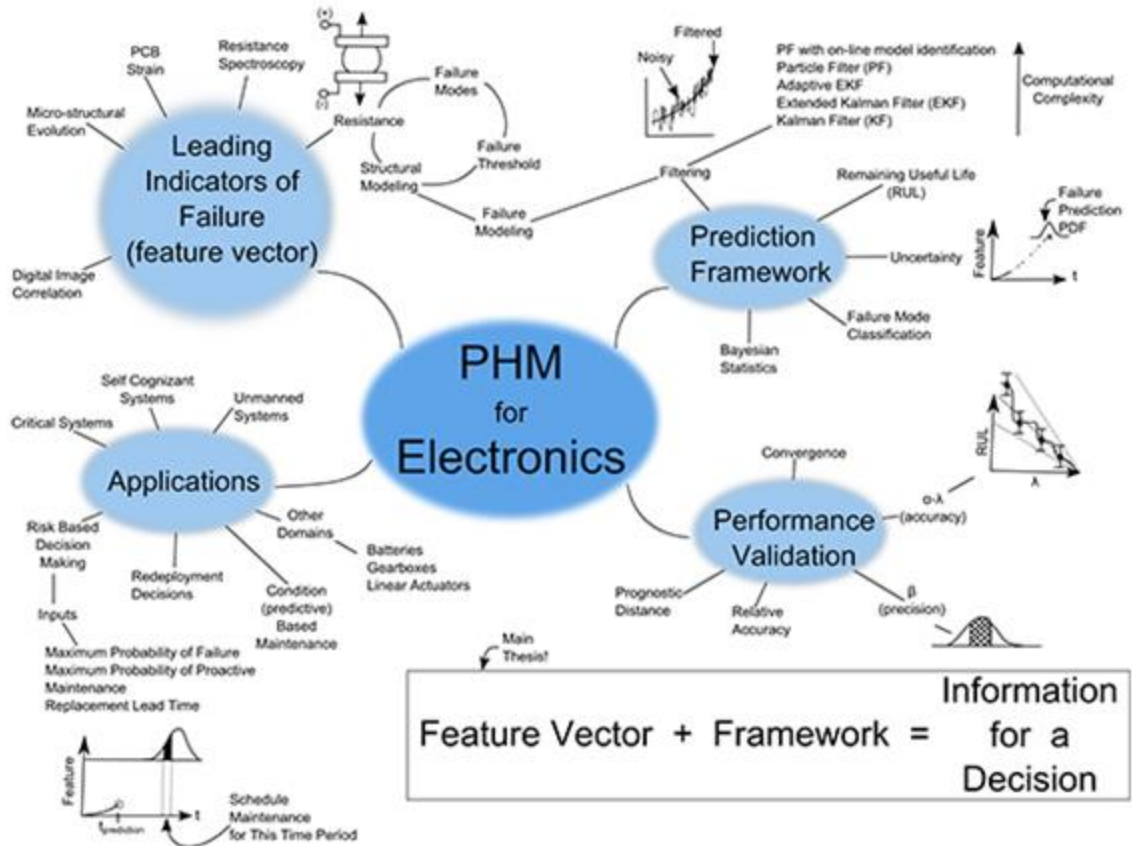 PCB
Strain
Resistance
Spectroscopy
Micro-structural
Evolution
Leading
Indicators of
Failure
(feature vector)
Digital Image
Correlation
(+)
(-)
Resistance
Failure
Modes
Failure
Threshold
Structural
Modeling
Failure
Modeling
Filtering
Noisy
Filtered
PF with on-line model identification
Particle Filter (PF)
Adaptive EKF
Extended Kalman Filter (EKF)
Kalman Filter (KF)
Computational
Complexity
Prediction
Framework
Remaining Useful Life
(RUL)
Uncertainty
Failure Mode
Classification
Bayesian
Statistics
Failure
Prediction
PDF
Feature
t
PHM
for
Electronics
Self Cognizant
Systems
Unmanned
Systems
Critical Systems
Applications
Risk Based
Decision
Making
Inputs
Maximum Probability of Failure
Maximum Probability of Proactive
Maintenance
Replacement Lead Time
Redeployment
Decisions
Condition
(predictive)
Based
Maintenance
Other
Domains
Batteries
Gearboxes
Linear Actuators
Feature
t
tprediction
Schedule
Maintenance
for This Time Period
Convergence
Performance
Validation
α-λ
(accuracy)
RUL
λ
β
(precision)
Relative
Accuracy
Prognostic
Distance
Main
Thesis!
Feature Vector + Framework =
Information
for a
Decision